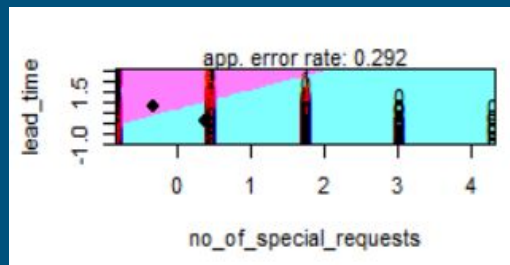 app. error rate: 0.292
lead_time
1.5
-1.0
0 1 2 3 4
no_of_special_requests